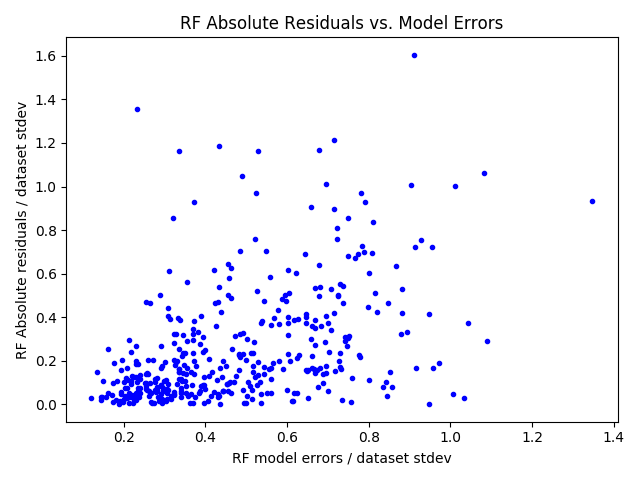 RF Absolute Residuals vs. Model Errors
Absolute residuals / dataset stdev
1.6
1.4
1.2
1.0
0.8
0.6
0.4
0.2
0.0
0.2 0.4 0.6 0.8 1.0 1.2 1.4
RF model errors / dataset stdev